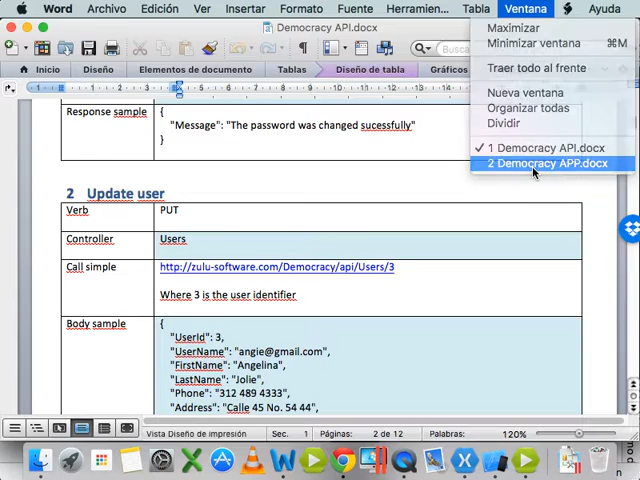 Word Archivo Edición Ver Insertar Formato Fuente Herramien... Tabla Ventana Ayuda
Democracy API.docx
Maximizar
Minimizar ventana ⌘M
Traer todo al frente
Nueva ventana
Organizar todas
Dividir
✓ 1 Democracy API.docx
2 Democracy APP.docx
120%
Inicio Diseño Elementos de documento Tablas Diseño de tabla Gráficos
Response sample {
"Message": "The password was changed sucessfully"
}
2 Update user
Verb PUT
Controller Users
Call simple http://zulu-software.com/Democracy/api/Users/3
Where 3 is the user identifier
Body sample {
"UserId": 3,
"UserName": "angie@gmail.com",
"FirstName": "Angelina",
"LastName": "Jolie",
"Phone": "312 489 4333",
"Address": "Calle 45 No. 54 44",
Vista Diseño de impresión Sec. 1 Páginas: 2 de 12 Palabras: 120%